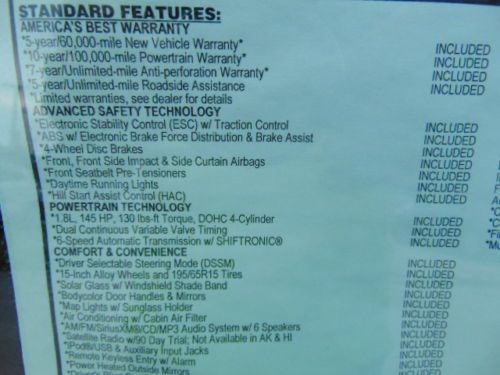 STANDARD FEATURES:
AMERICA'S BEST WARRANTY
*5-year/60,000-mile New Vehicle Warranty* INCLUDED
*10-year/100,000-mile Powertrain Warranty* INCLUDED
*7-year/Unlimited-mile Anti-perforation Warranty* INCLUDED
*5-year/Unlimited-mile Roadside Assistance INCLUDED
*Limited warranties, see dealer for details
ADVANCED SAFETY TECHNOLOGY
*Electronic Stability Control (ESC) w/ Traction Control INCLUDED
*ABS w/ Electronic Brake Force Distribution & Brake Assist INCLUDED
*4-Wheel Disc Brakes INCLUDED
*Front, Front Side Impact & Side Curtain Airbags INCLUDED
*Front Seatbelt Pre-Tensioners INCLUDED
*Daytime Running Lights INCLUDED
*Hill Start Assist Control (HAC) INCLUDED
POWERTRAIN TECHNOLOGY
*1.8L, 145 HP, 130 lbs-ft Torque, DOHC 4-Cylinder INCLUDED
*Dual Continuous Variable Valve Timing INCLUDED
*6-Speed Automatic Transmission w/ SHIFTRONIC® INCLUDED
COMFORT & CONVENIENCE
*Driver Selectable Steering Mode (DSSM) INCLUDED
*15-Inch Alloy Wheels and 195/65R15 Tires INCLUDED
*Solar Glass w/ Windshield Shade Band INCLUDED
*Bodycolor Door Handles & Mirrors INCLUDED
*Map Lights w/ Sunglass Holder INCLUDED
*Air Conditioning w/ Cabin Air Filter INCLUDED
*AM/FM/SiriusXM®/CD/MP3 Audio System w/ 6 Speakers INCLUDED
*Satellite Radio w/90 Day Trial; Not Available in AK & HI
*iPod®/USB & Auxiliary Input Jacks INCLUDED
*Remote Keyless Entry w/ Alarm INCLUDED
*Power Heated Outside Mirrors INCLUDED